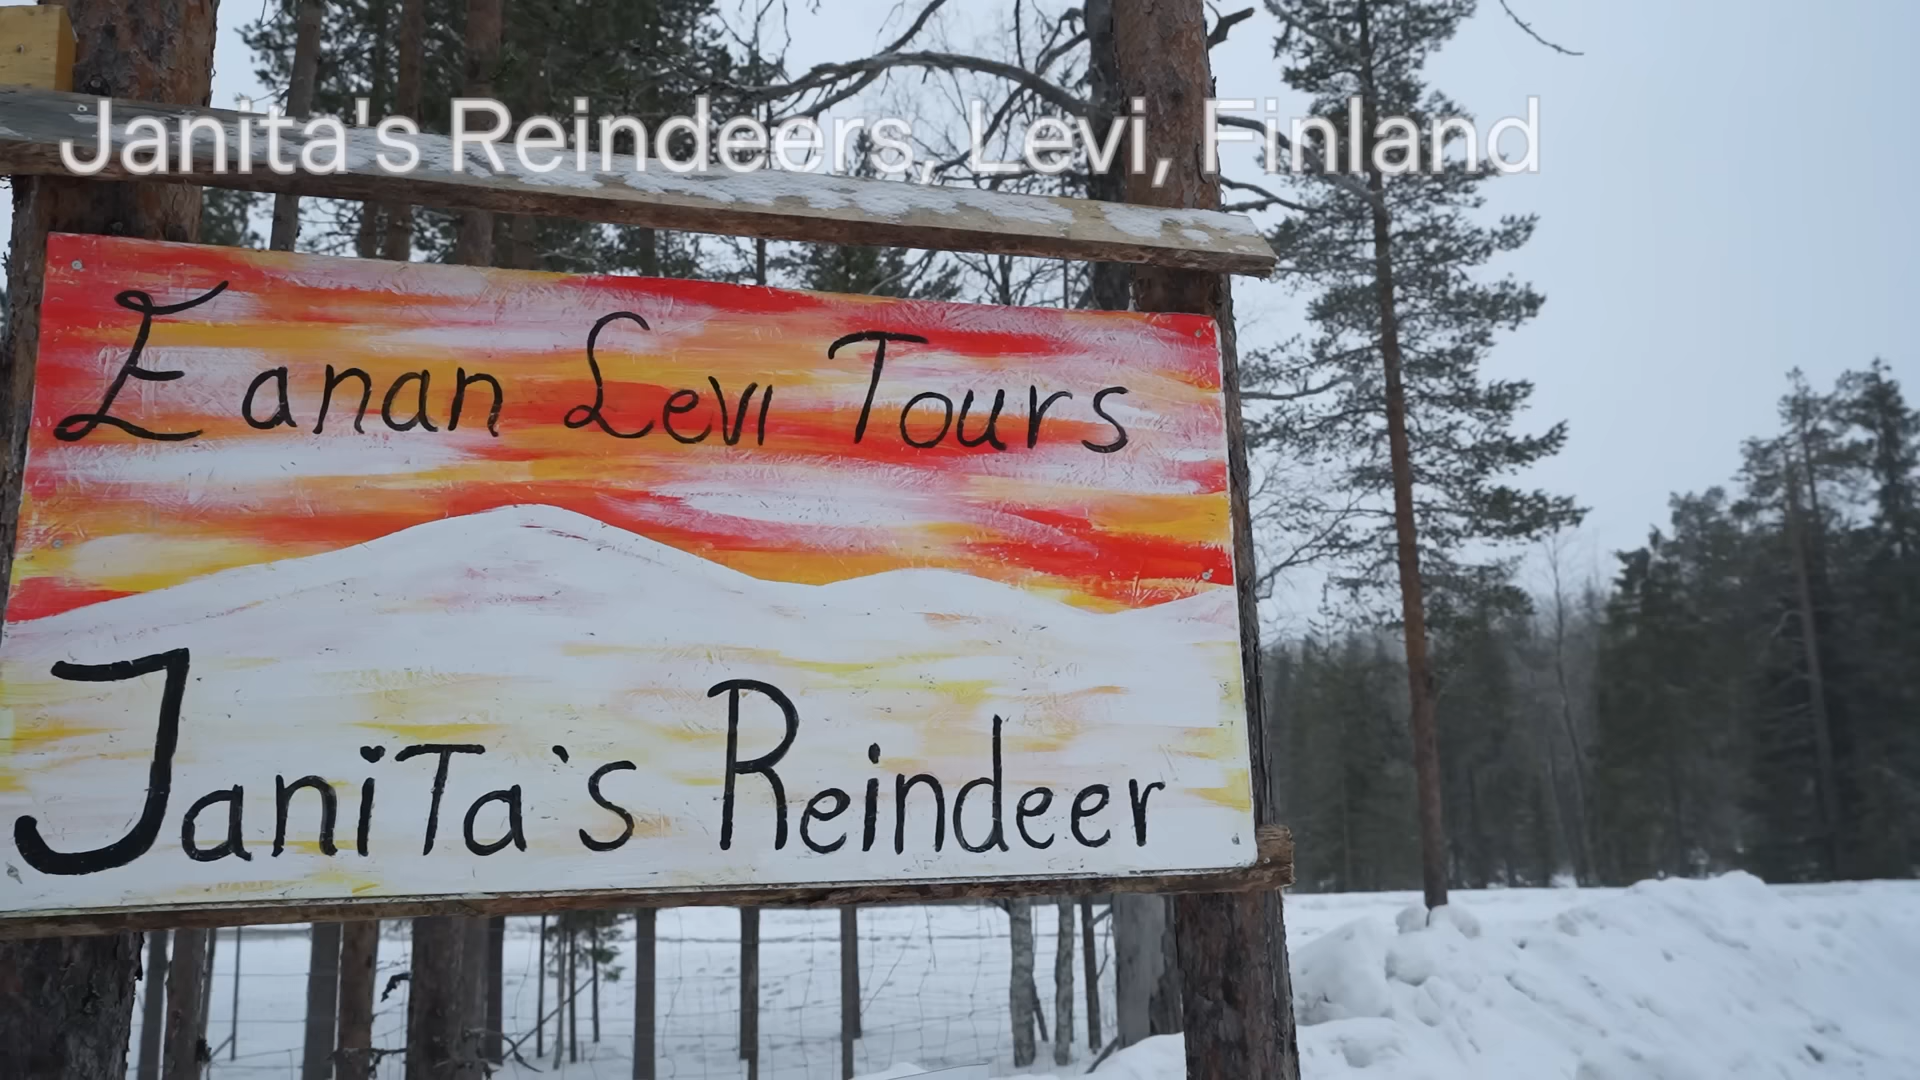 Janita's Reindeers, Levi, Finland
Eanan Levi Tours
JaniTa's Reindeer